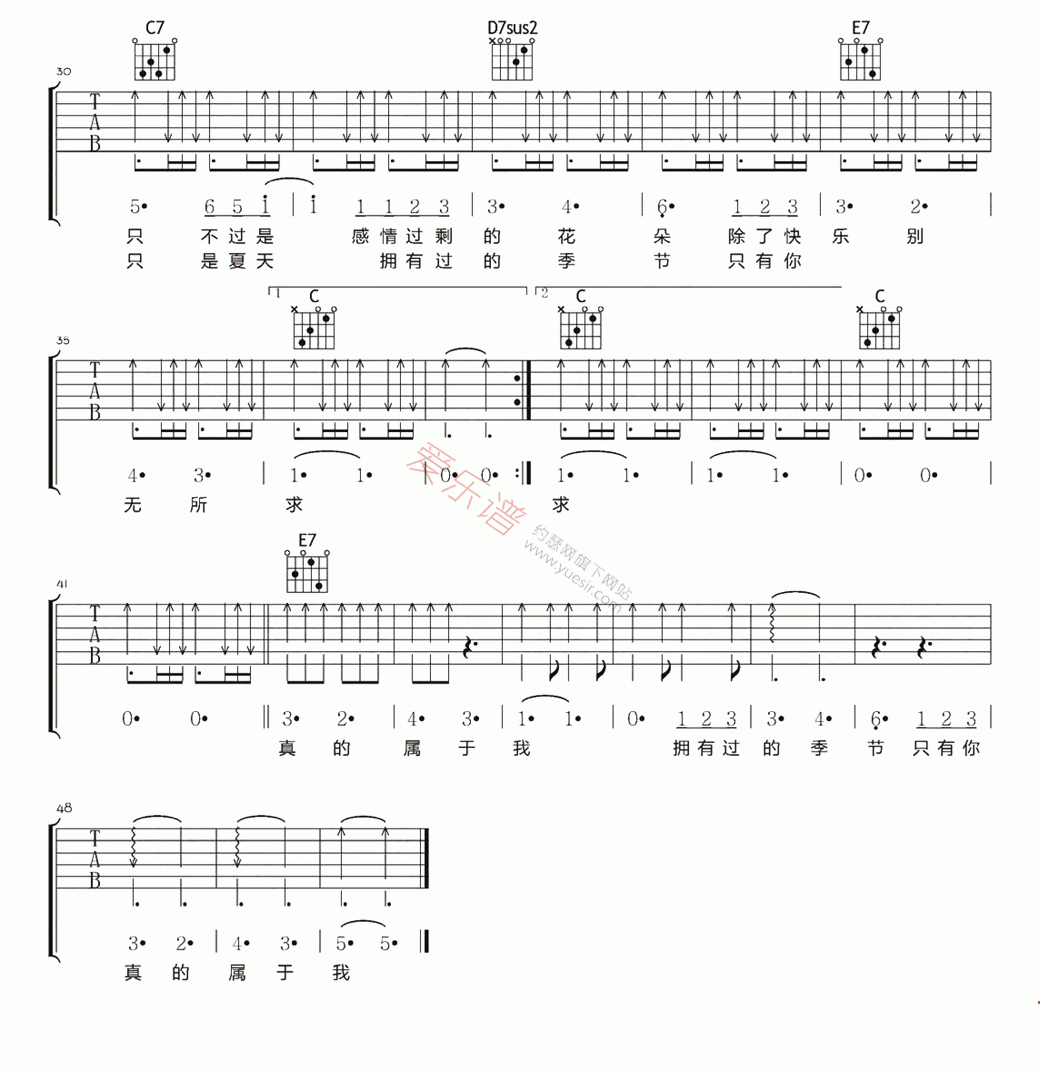 C7 D7sus2 E7
30
T A B
5• 6 5 1 | 1 1 1 2 3 | 3• 4• | 6• 1 2 3 | 3• 2• |
只 不过是 感情过剩 的 花 朵 除了快 乐 别
只 是夏天 拥有过 的 季 节 只有你
1 C 2 C C
35
T A B
4• 3• | 1• 1• | 0• 0• :| 1• 1• | 1• 1• | 0• 0• |
无 所 求 求
爱乐谱
约瑟网旗下网站
www.yuesir.com
E7
41
T A B
0• 0• || 3• 2• | 4• 3• | 1• 1• | 0• 1 2 3 | 3• 4• | 6• 1 2 3 |
真 的 属 于 我 拥有过 的 季 节 只有你
48
T A B
3• 2• | 4• 3• | 5• 5• |
真 的 属 于 我